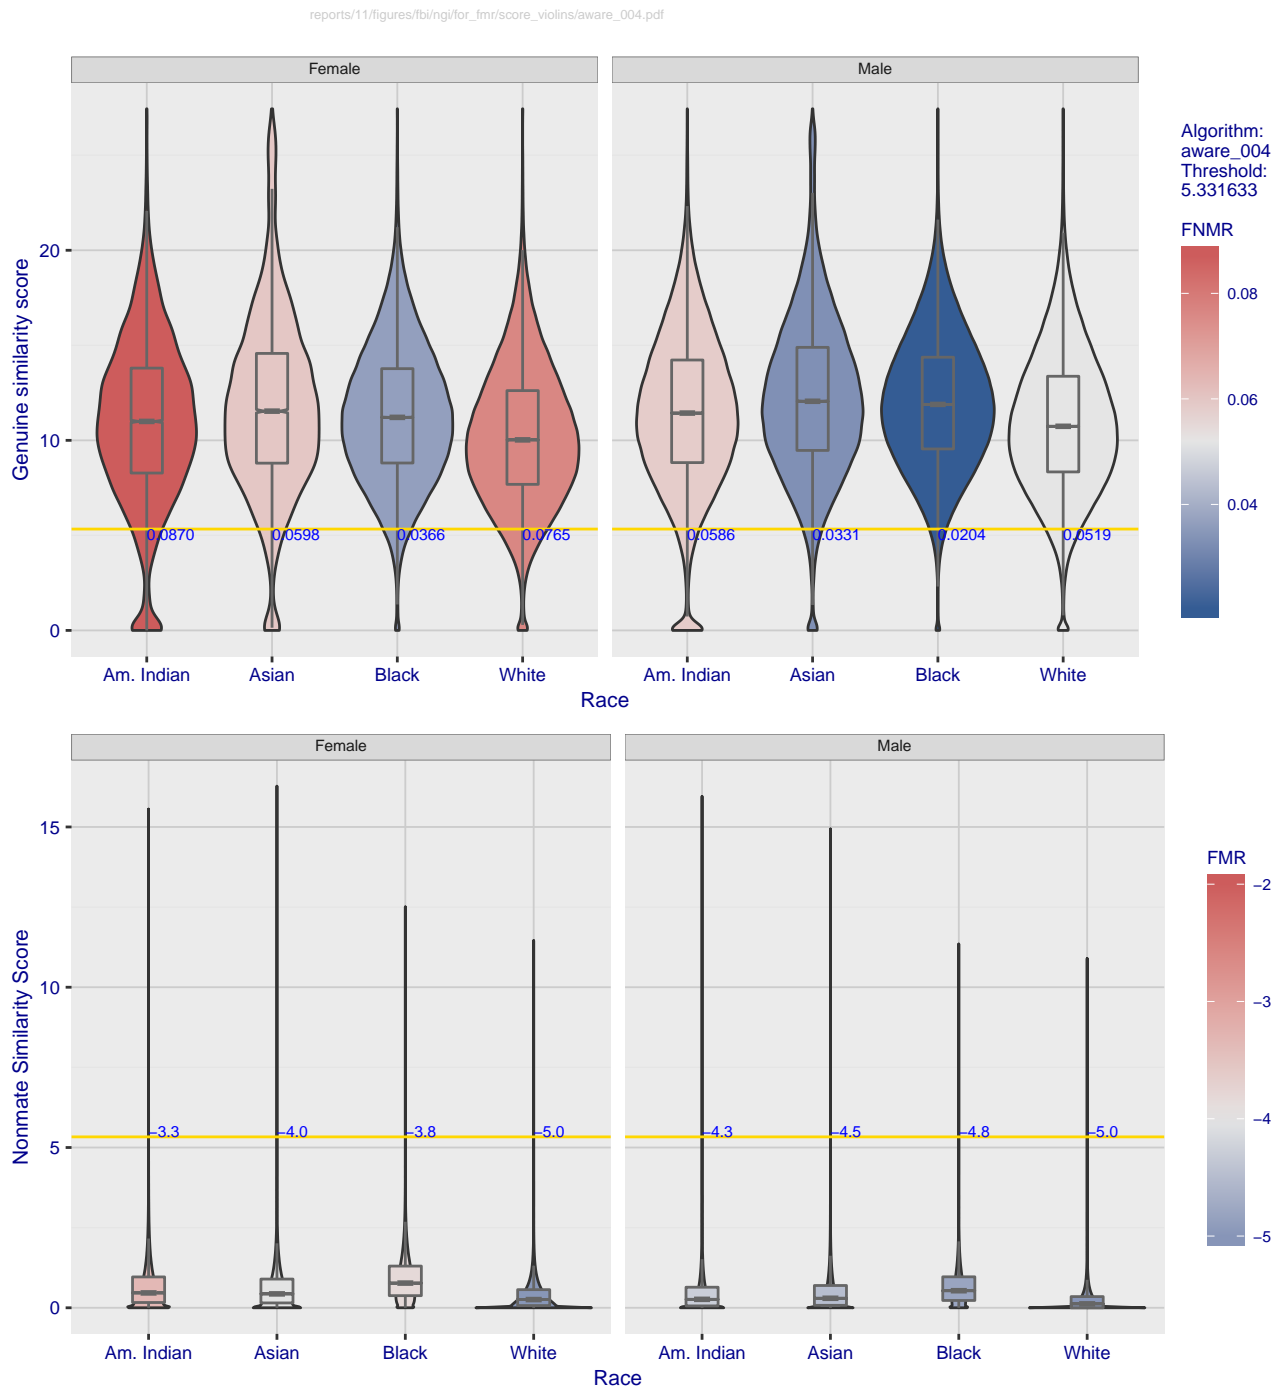 reports/11/figures/fbi/ngi/for_fmr/score_violins/aware_004.pdf
Female
Male
Genuine similarity score
20
10
0
0.0870
0.0598
0.0366
0.0765
0.0586
0.0331
0.0204
0.0519
Am. Indian
Asian
Black
White
Am. Indian
Asian
Black
White
Race
Algorithm:
aware_004
Threshold:
5.331633
FNMR
0.08
0.06
0.04
Female
Male
Nonmate Similarity Score
15
10
5
0
−3.3
−4.0
−3.8
−5.0
−4.3
−4.5
−4.8
−5.0
Am. Indian
Asian
Black
White
Am. Indian
Asian
Black
White
Race
FMR
−2
−3
−4
−5